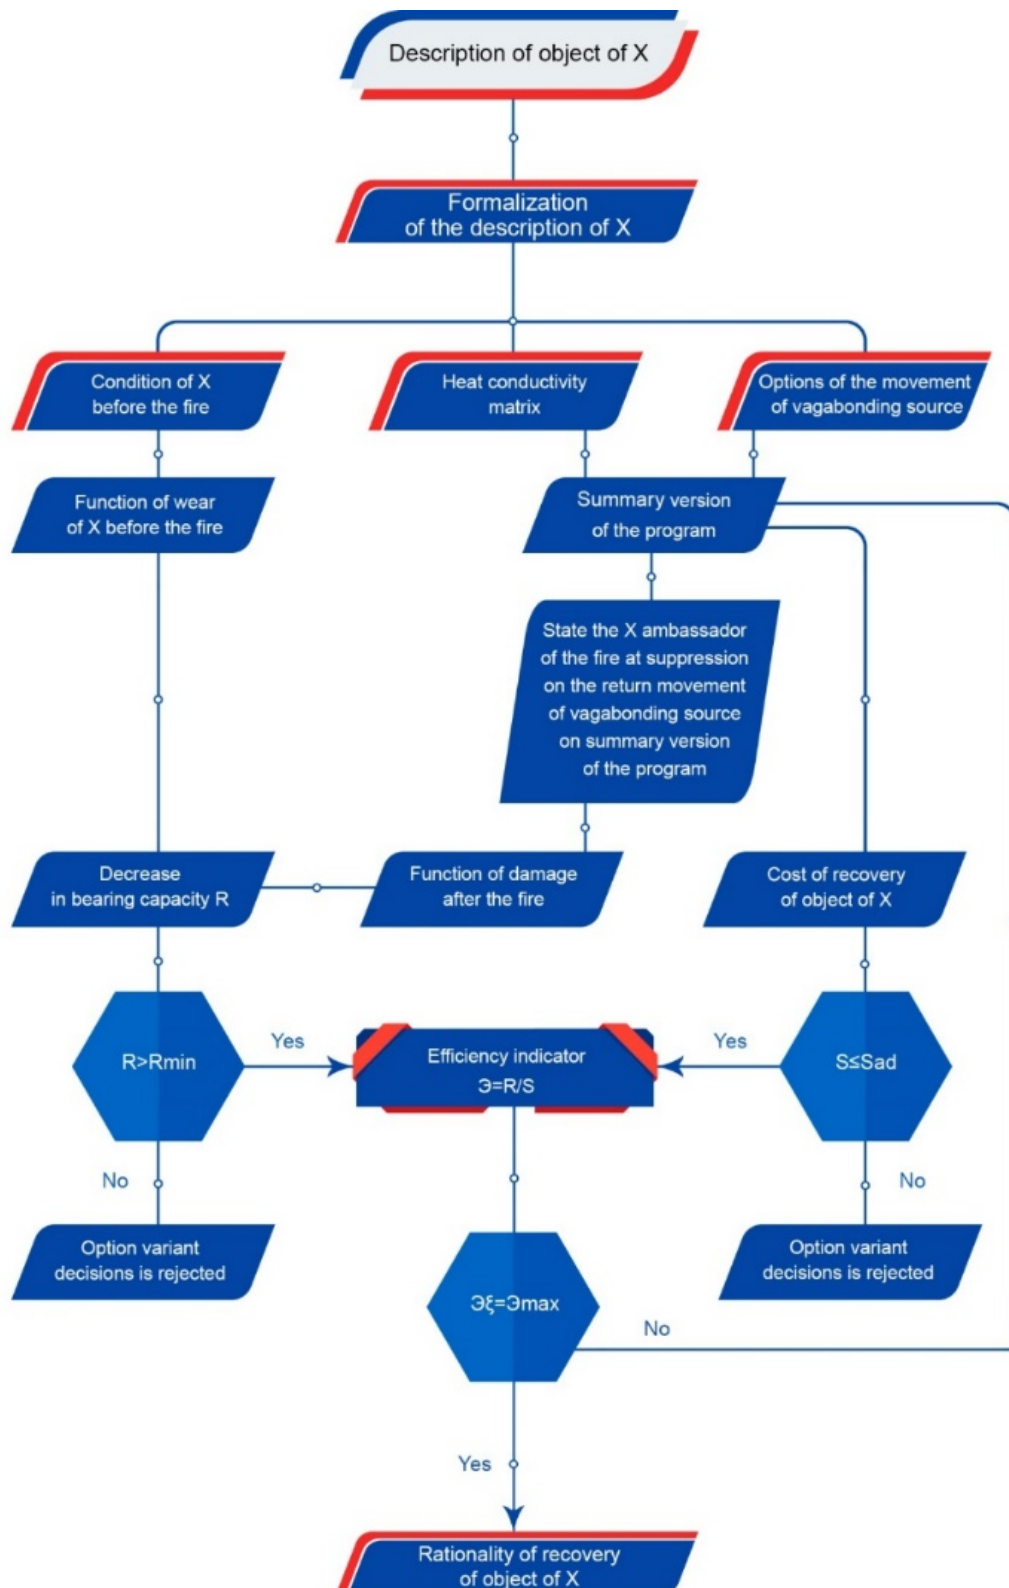 Description of object of X
Formalization
of the description of X
Condition of X
before the fire
Heat conductivity
matrix
Options of the movement
of vagabonding source
Function of wear
of X before the fire
Summary version
of the program
State the X ambassador
of the fire at suppression
on the return movement
of vagabonding source
on summary version
of the program
Decrease
in bearing capacity R
Function of damage
after the fire
Cost of recovery
of object of X
R>Rmin
Yes
Efficiency indicator
Э=R/S
Yes
S≤Sad
No
No
Option variant
decisions is rejected
Option variant
decisions is rejected
Эξ=Эmax
No
Yes
Rationality of recovery
of object of X